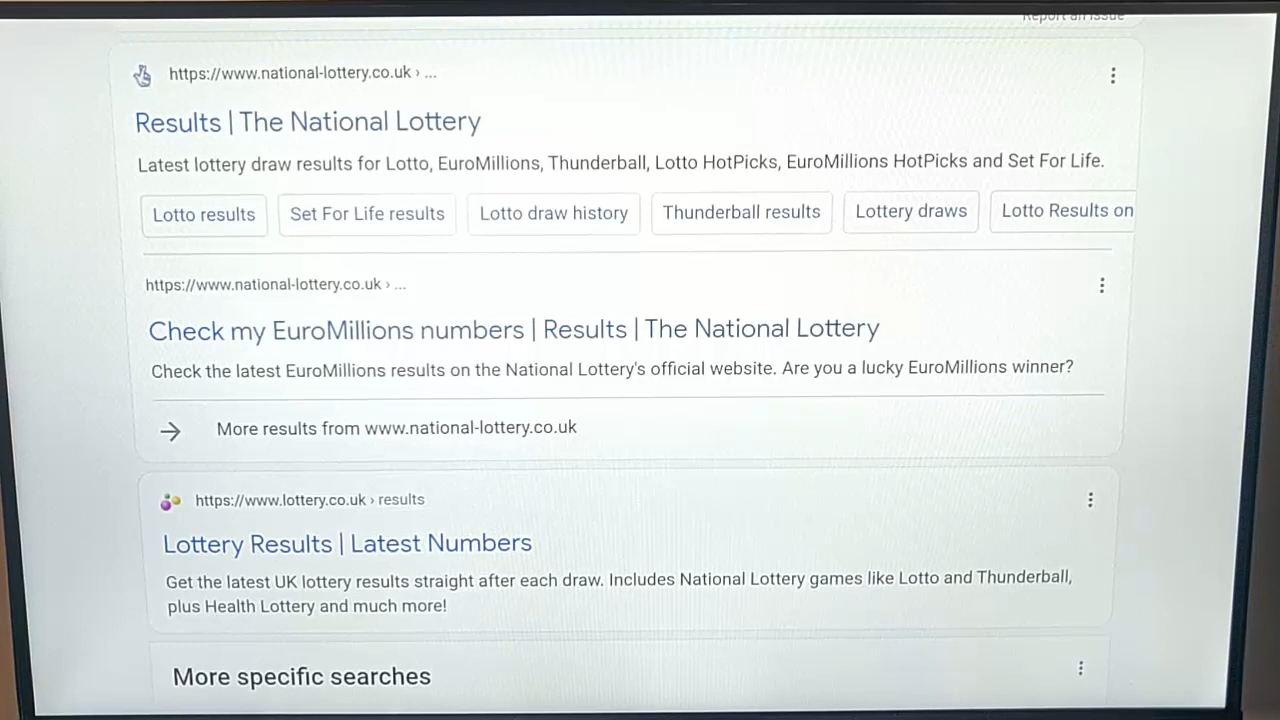 Report an issue
https://www.national-lottery.co.uk › ...
Results | The National Lottery
Latest lottery draw results for Lotto, EuroMillions, Thunderball, Lotto HotPicks, EuroMillions HotPicks and Set For Life.
Lotto results Set For Life results Lotto draw history Thunderball results Lottery draws Lotto Results on
https://www.national-lottery.co.uk › ...
Check my EuroMillions numbers | Results | The National Lottery
Check the latest EuroMillions results on the National Lottery's official website. Are you a lucky EuroMillions winner?
More results from www.national-lottery.co.uk
https://www.lottery.co.uk › results
Lottery Results | Latest Numbers
Get the latest UK lottery results straight after each draw. Includes National Lottery games like Lotto and Thunderball,
plus Health Lottery and much more!
More specific searches